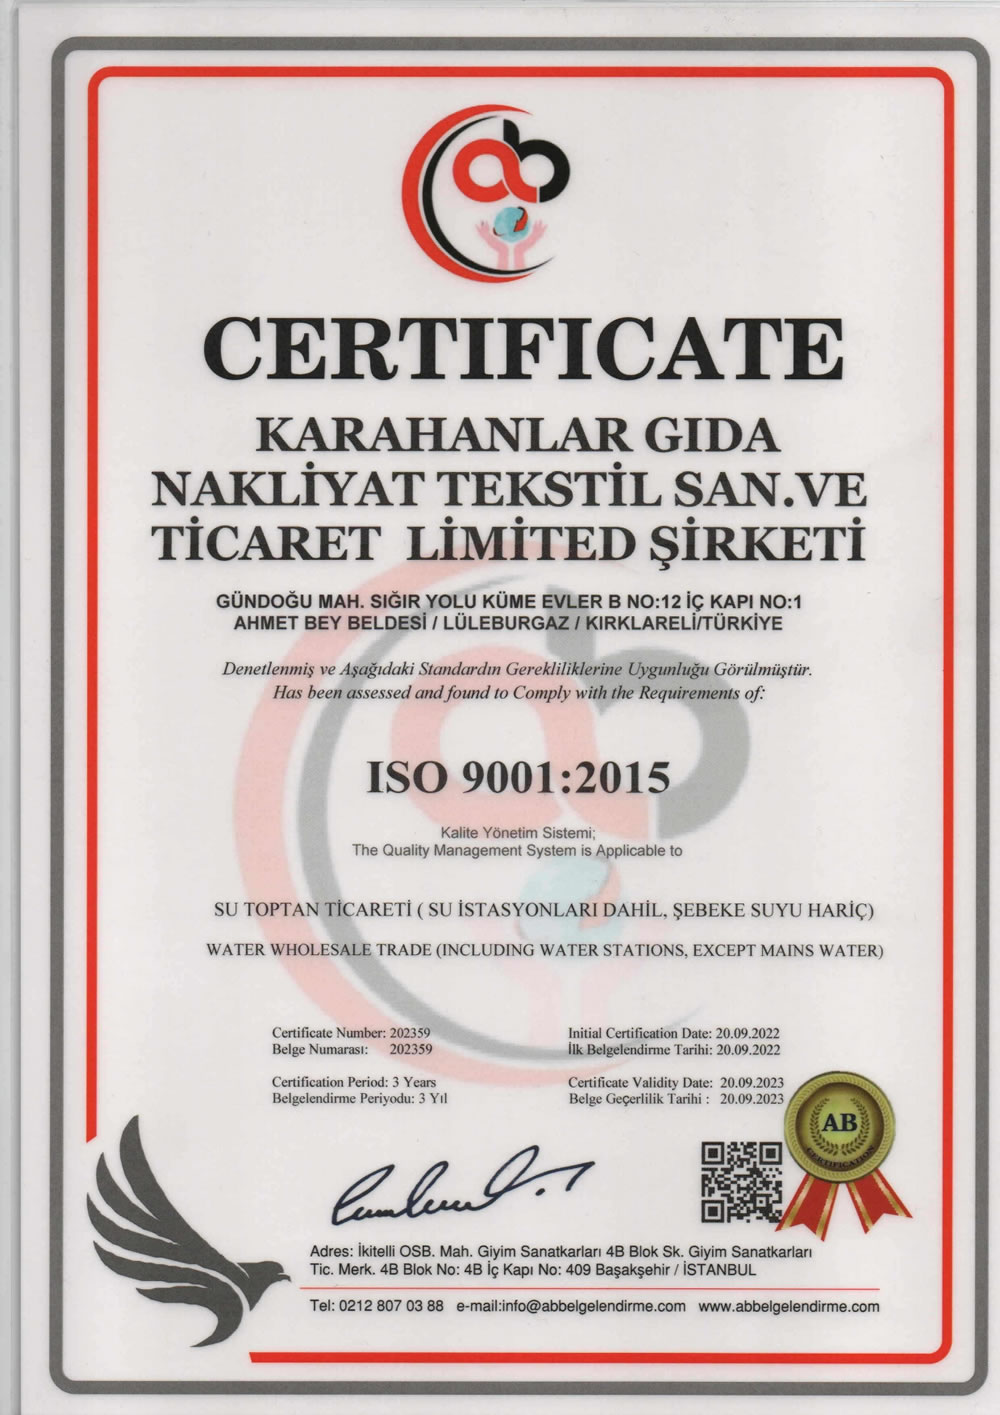 ab
CERTIFICATE
KARAHANLAR GIDA
NAKLİYAT TEKSTİL SAN.VE
TİCARET LİMİTED ŞİRKETİ
GÜNDOĞU MAH. SIĞIR YOLU KÜME EVLER B NO:12 İÇ KAPI NO:1
AHMET BEY BELDESİ / LÜLEBURGAZ / KIRKLARELİ/TÜRKİYE
Denetlenmiş ve Aşağıdaki Standardın Gerekliliklerine Uygunluğu Görülmüştür.
Has been assessed and found to Comply with the Requirements of:
ISO 9001:2015
Kalite Yönetim Sistemi;
The Quality Management System is Applicable to
SU TOPTAN TİCARETİ ( SU İSTASYONLARI DAHİL, ŞEBEKE SUYU HARİÇ)
WATER WHOLESALE TRADE (INCLUDING WATER STATIONS, EXCEPT MAINS WATER)
Certificate Number: 202359
Belge Numarası: 202359
Initial Certification Date: 20.09.2022
İlk Belgelendirme Tarihi: 20.09.2022
Certification Period: 3 Years
Belgelendirme Periyodu: 3 Yıl
Certificate Validity Date: 20.09.2023
Belge Geçerlilik Tarihi : 20.09.2023
AB
CERTIFICATION
Adres: İkitelli OSB. Mah. Giyim Sanatkarları 4B Blok Sk. Giyim Sanatkarları
Tic. Merk. 4B Blok No: 4B İç Kapı No: 409 Başakşehir / İSTANBUL
Tel: 0212 807 03 88 e-mail:info@abbelgelendirme.com www.abbelgelendirme.com